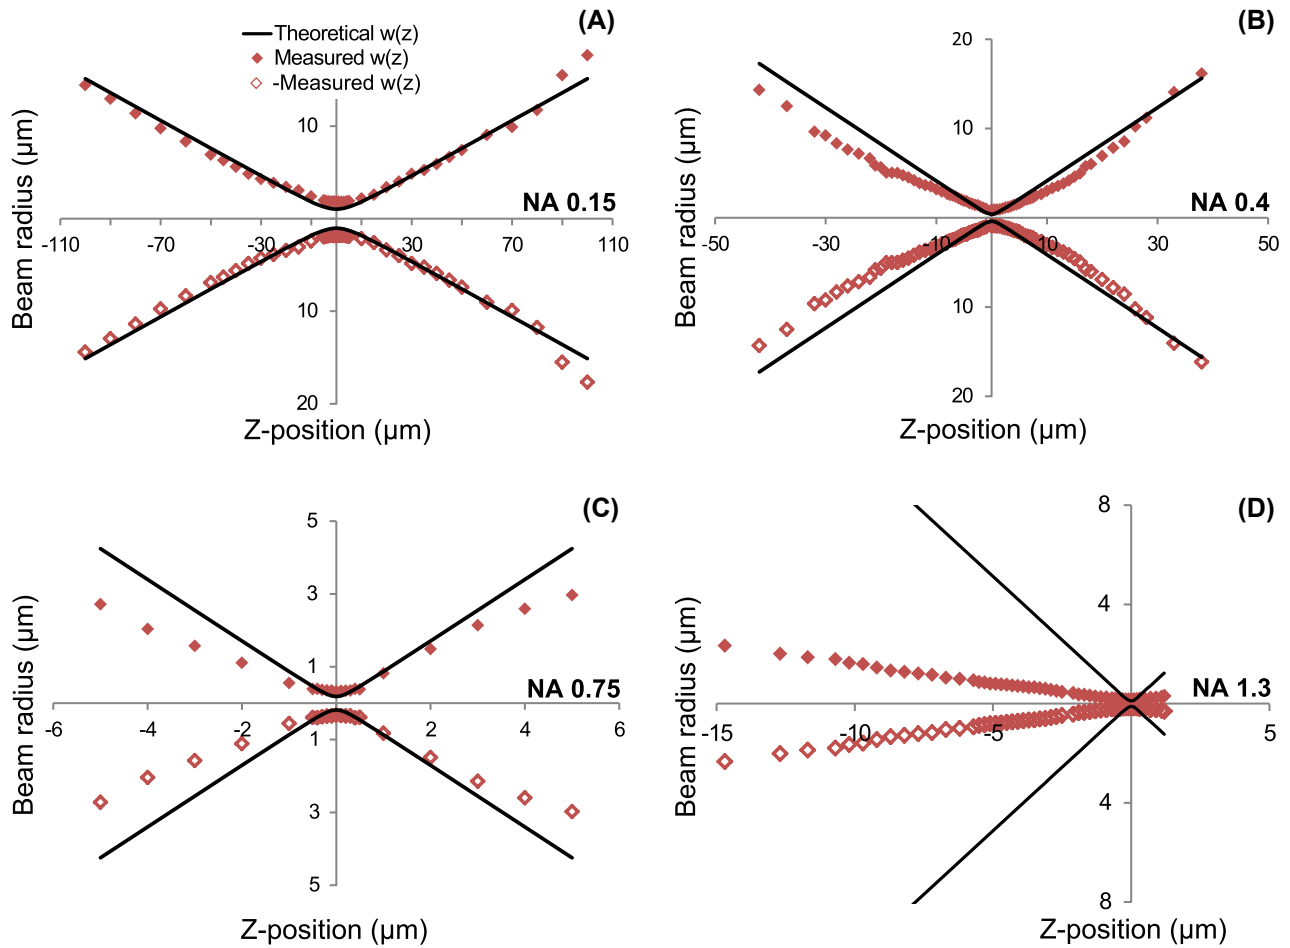 (A)
Theoretical w(z)
Measured w(z)
-Measured w(z)
10
Beam radius (µm)
NA 0.15
-110 -70 -30 30 70 110
10
20
Z-position (µm)
(B)
20
10
Beam radius (µm)
NA 0.4
-50 -30 -10 10 30 50
10
20
Z-position (µm)
(C)
5
3
1
Beam radius (µm)
NA 0.75
-6 -4 -2 2 4 6
1
3
5
Z-position (µm)
(D)
8
4
Beam radius (µm)
NA 1.3
-15 -10 -5 5
4
8
Z-position (µm)